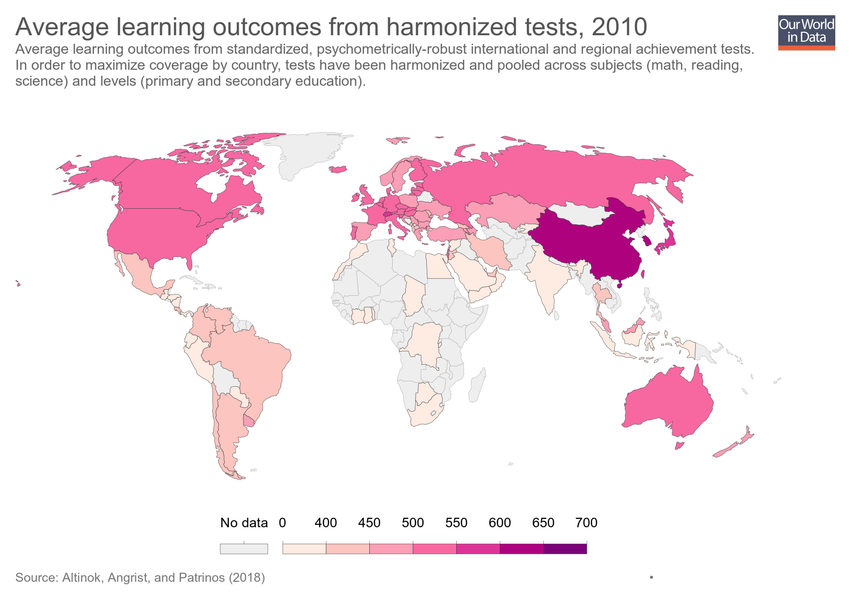 Average learning outcomes from harmonized tests, 2010
Our World
in Data
Average learning outcomes from standardized, psychometrically-robust international and regional achievement tests.
In order to maximize coverage by country, tests have been harmonized and pooled across subjects (math, reading,
science) and levels (primary and secondary education).
No data 0 400 450 500 550 600 650 700
Source: Altinok, Angrist, and Patrinos (2018)